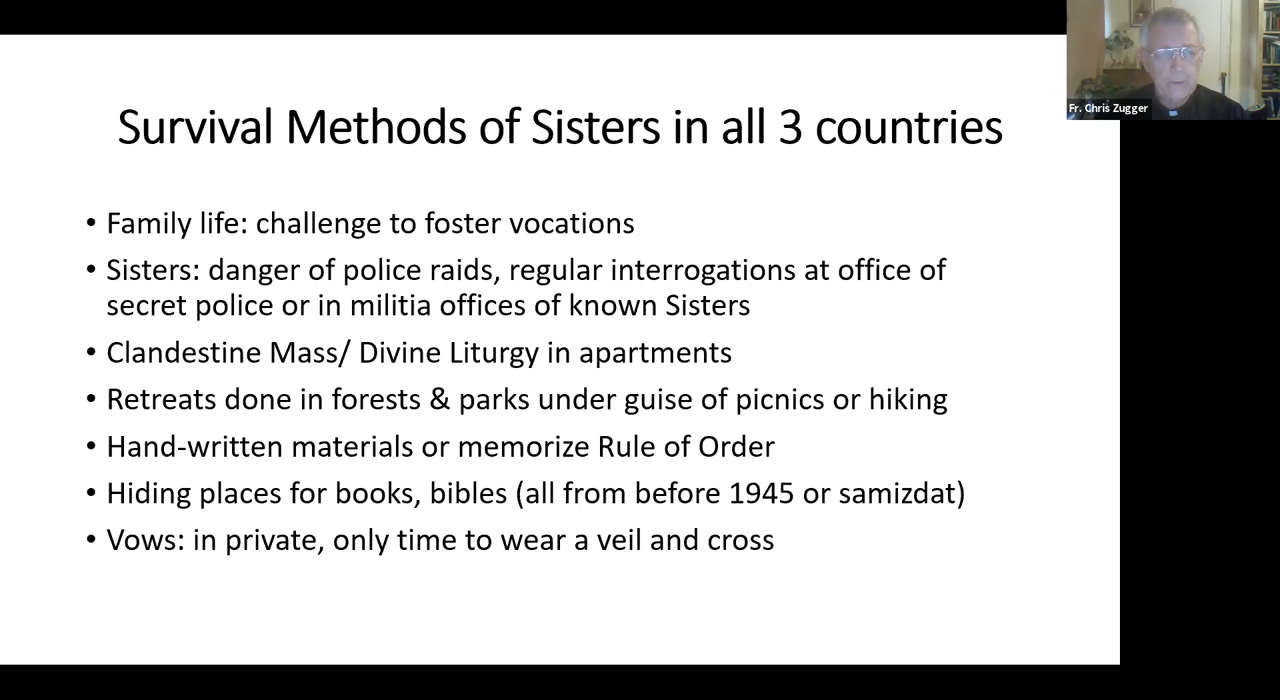 Survival Methods of Sisters in all 3 countries
• Family life: challenge to foster vocations
• Sisters: danger of police raids, regular interrogations at office of
secret police or in militia offices of known Sisters
• Clandestine Mass/ Divine Liturgy in apartments
• Retreats done in forests & parks under guise of picnics or hiking
• Hand-written materials or memorize Rule of Order
• Hiding places for books, bibles (all from before 1945 or samizdat)
• Vows: in private, only time to wear a veil and cross
Fr. Chris Zugger